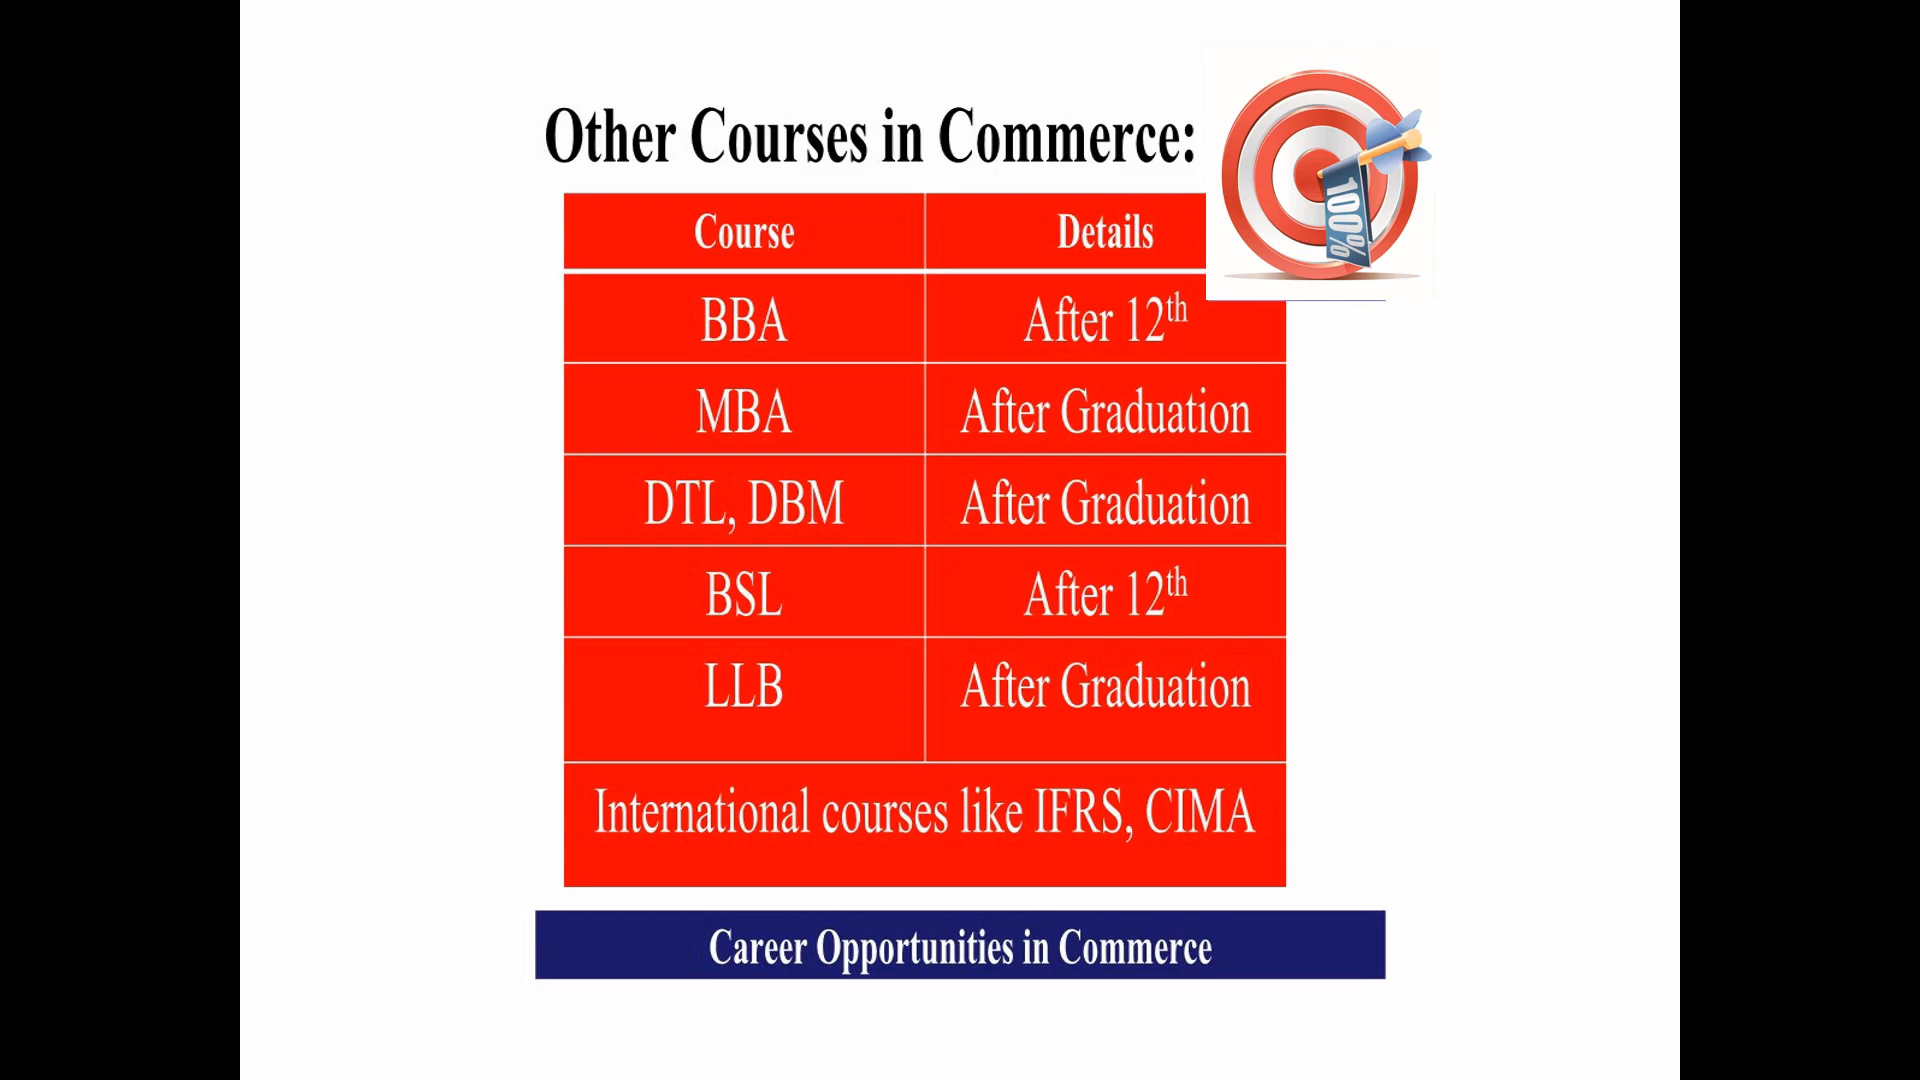 Other Courses in Commerce:
100%
Course Details
BBA After 12th
MBA After Graduation
DTL, DBM After Graduation
BSL After 12th
LLB After Graduation
International courses like IFRS, CIMA
Career Opportunities in Commerce